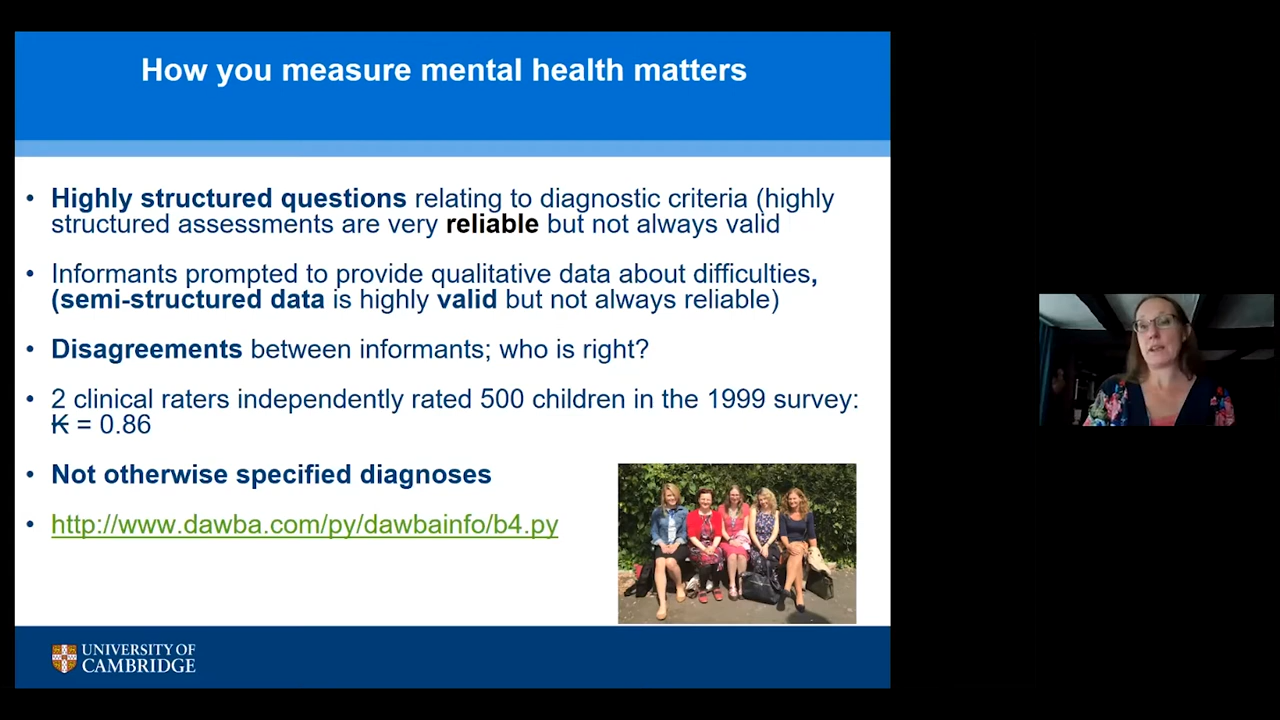 How you measure mental health matters
• Highly structured questions relating to diagnostic criteria (highly
structured assessments are very reliable but not always valid
• Informants prompted to provide qualitative data about difficulties,
(semi-structured data is highly valid but not always reliable)
• Disagreements between informants; who is right?
• 2 clinical raters independently rated 500 children in the 1999 survey:
K = 0.86
• Not otherwise specified diagnoses
• http://www.dawba.com/py/dawbainfo/b4.py
UNIVERSITY OF
CAMBRIDGE